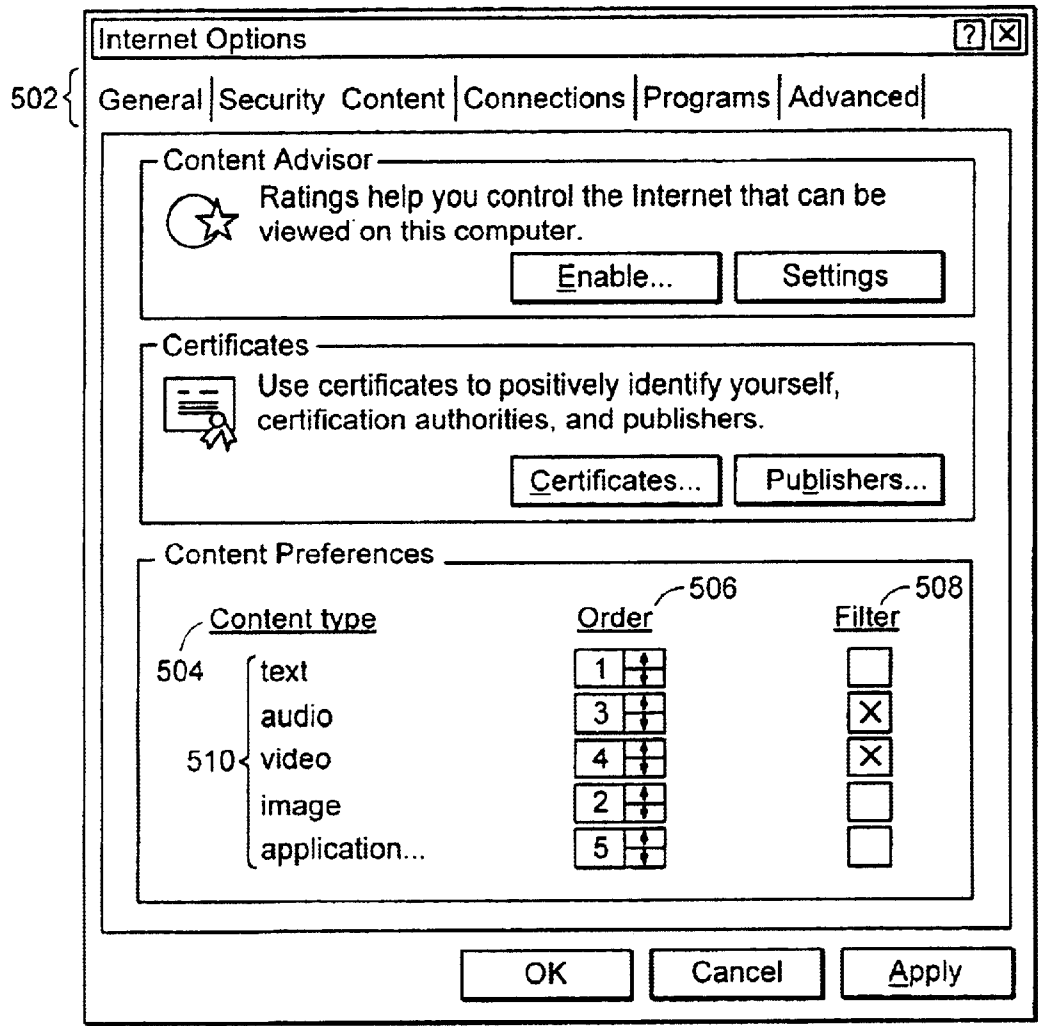 Internet Options ? X
502 General Security Content Connections Programs Advanced
Content Advisor
Ratings help you control the Internet that can be
viewed on this computer.
Enable... Settings
Certificates
Use certificates to positively identify yourself,
certification authorities, and publishers.
Certificates... Publishers...
Content Preferences
506 508
Content type Order Filter
504
text 1
audio 3 X
510 video 4 X
image 2
application... 5
OK Cancel Apply